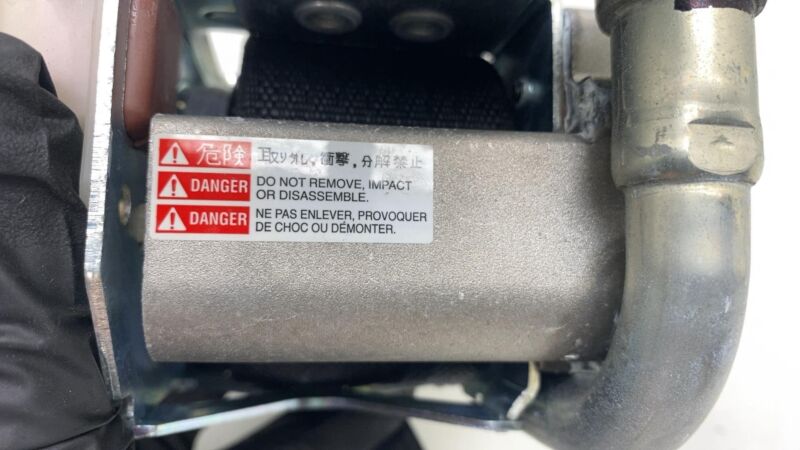 危険 取り外し,衝撃,分解禁止
DANGER DO NOT REMOVE, IMPACT
OR DISASSEMBLE.
DANGER NE PAS ENLEVER, PROVOQUER
DE CHOC OU DÉMONTER.